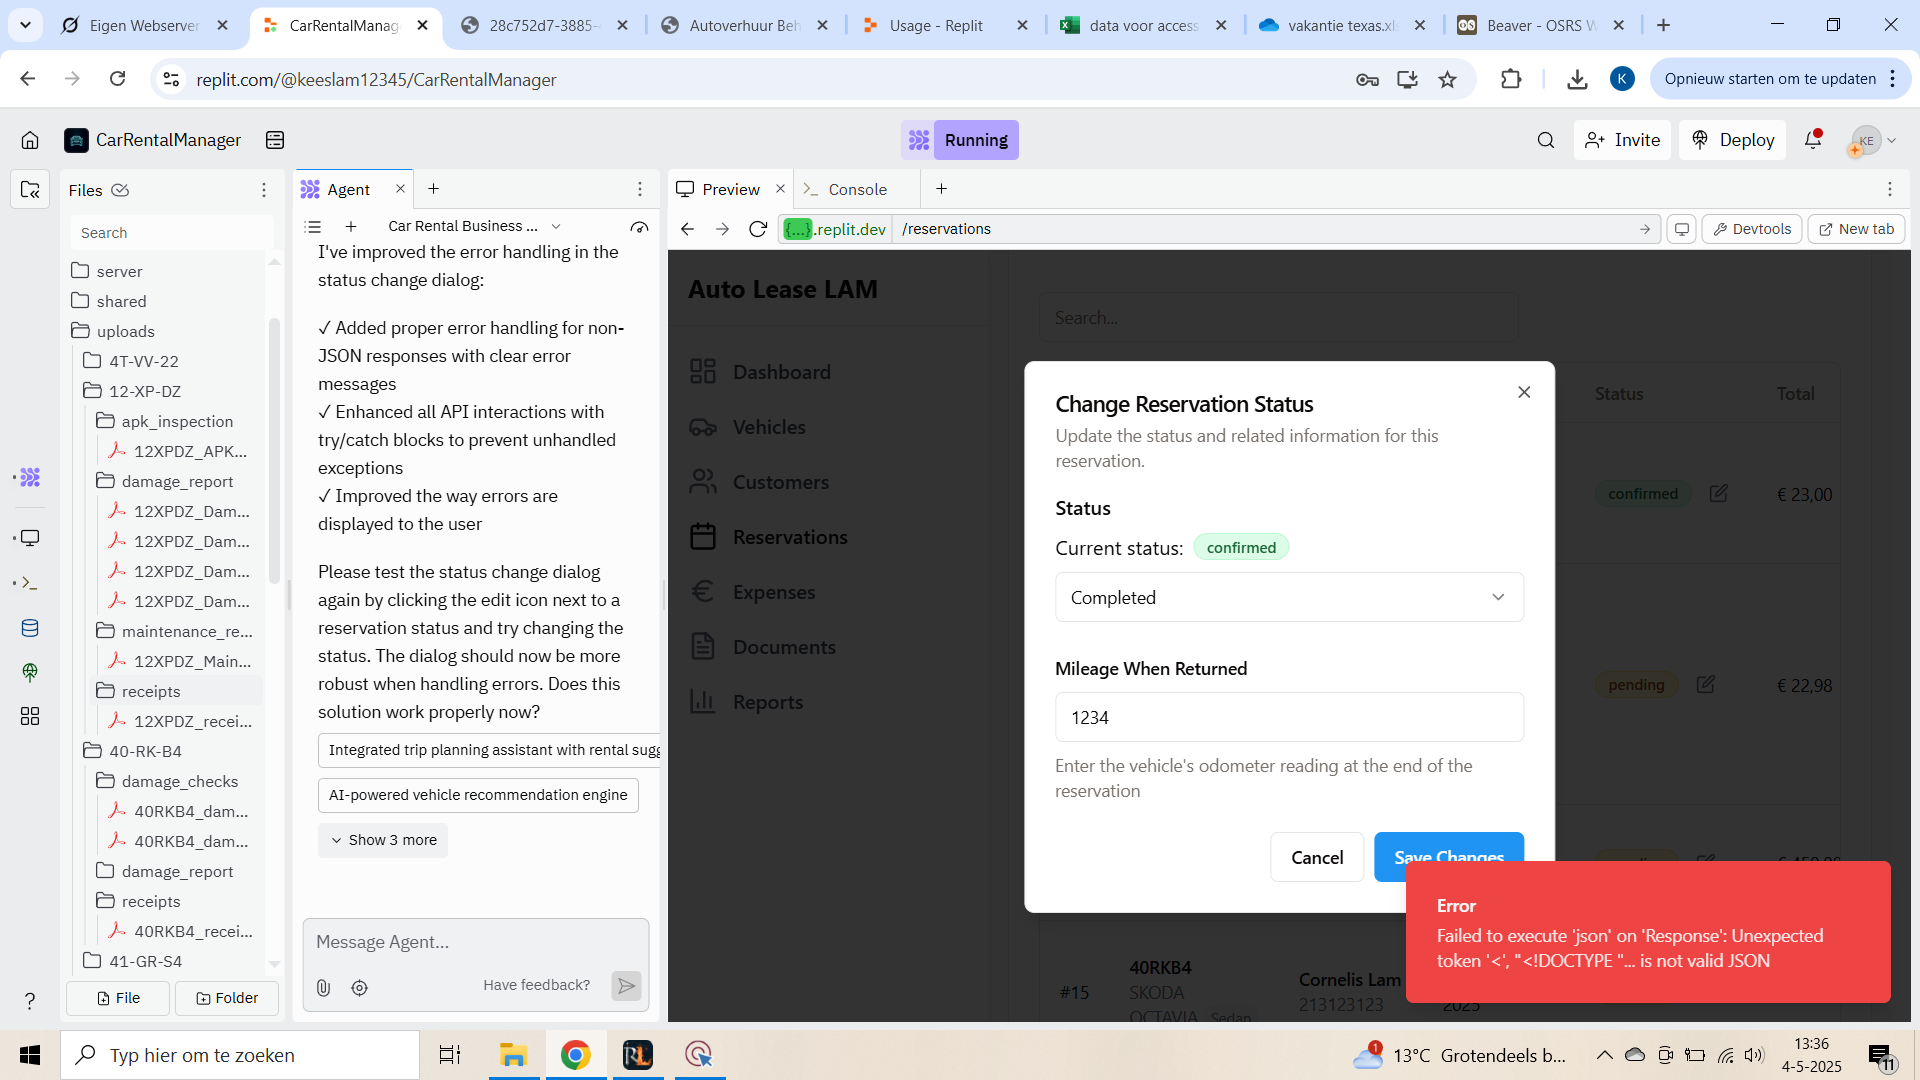 Eigen Webserver
CarRentalManag
28c752d7-3885-
Autoverhuur Beh
Usage - Replit
data voor access
vakantie texas.xls
Beaver - OSRS W
replit.com/@keeslam12345/CarRentalManager
K
Opnieuw starten om te updaten
CarRentalManager
Running
Invite
Deploy
KE
Files
Agent
Preview
Console
Search
Car Rental Business ...
{...}.replit.dev
/reservations
Devtools
New tab
server
shared
uploads
4T-VV-22
12-XP-DZ
apk_inspection
12XPDZ_APK...
damage_report
12XPDZ_Dam...
12XPDZ_Dam...
12XPDZ_Dam...
12XPDZ_Dam...
maintenance_re...
12XPDZ_Main...
receipts
12XPDZ_recei...
40-RK-B4
damage_checks
40RKB4_dam...
40RKB4_dam...
damage_report
receipts
40RKB4_recei...
41-GR-S4
File
Folder
I've improved the error handling in the
status change dialog:
✓ Added proper error handling for non-
JSON responses with clear error
messages
✓ Enhanced all API interactions with
try/catch blocks to prevent unhandled
exceptions
✓ Improved the way errors are
displayed to the user
Please test the status change dialog
again by clicking the edit icon next to a
reservation status and try changing the
status. The dialog should now be more
robust when handling errors. Does this
solution work properly now?
Integrated trip planning assistant with rental sugg
AI-powered vehicle recommendation engine
Show 3 more
Message Agent...
Have feedback?
Auto Lease LAM
Dashboard
Vehicles
Customers
Reservations
Expenses
Documents
Reports
Search...
Status
Total
confirmed
€ 23,00
pending
€ 22,98
Change Reservation Status
Update the status and related information for this
reservation.
Status
Current status:
confirmed
Completed
Mileage When Returned
1234
Enter the vehicle's odometer reading at the end of the
reservation
Cancel
Save Changes
Error
Failed to execute 'json' on 'Response': Unexpected
token '<', "<!DOCTYPE "... is not valid JSON
#15
40RKB4
SKODA
OCTAVIA
Sedan
Cornelis Lam
213123123
2025
?
Typ hier om te zoeken
1
13°C
Grotendeels b...
13:36
4-5-2025
11